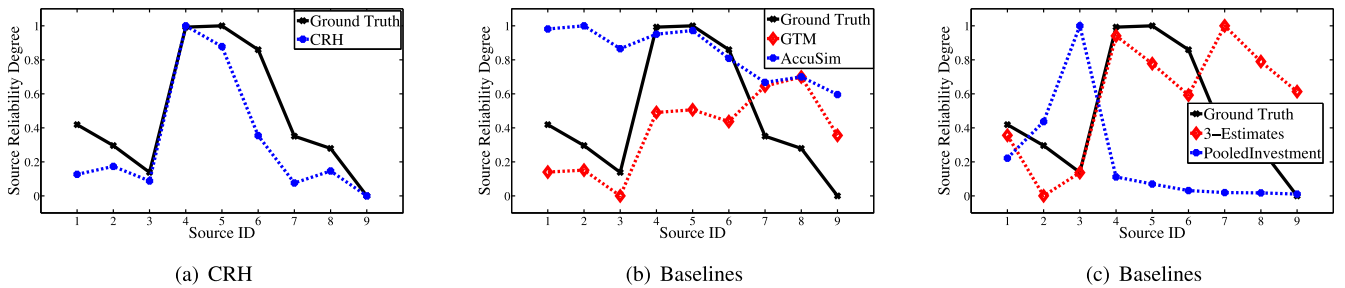 Source Reliability Degree
1
0.8
0.6
0.4
0.2
0
1 2 3 4 5 6 7 8 9
Source ID
Ground Truth
CRH
(a) CRH
Source Reliability Degree
1
0.8
0.6
0.4
0.2
0
1 2 3 4 5 6 7 8 9
Source ID
Ground Truth
GTM
AccuSim
(b) Baselines
Source Reliability Degree
1
0.8
0.6
0.4
0.2
0
1 2 3 4 5 6 7 8 9
Source ID
Ground Truth
3−Estimates
PooledInvestment
(c) Baselines